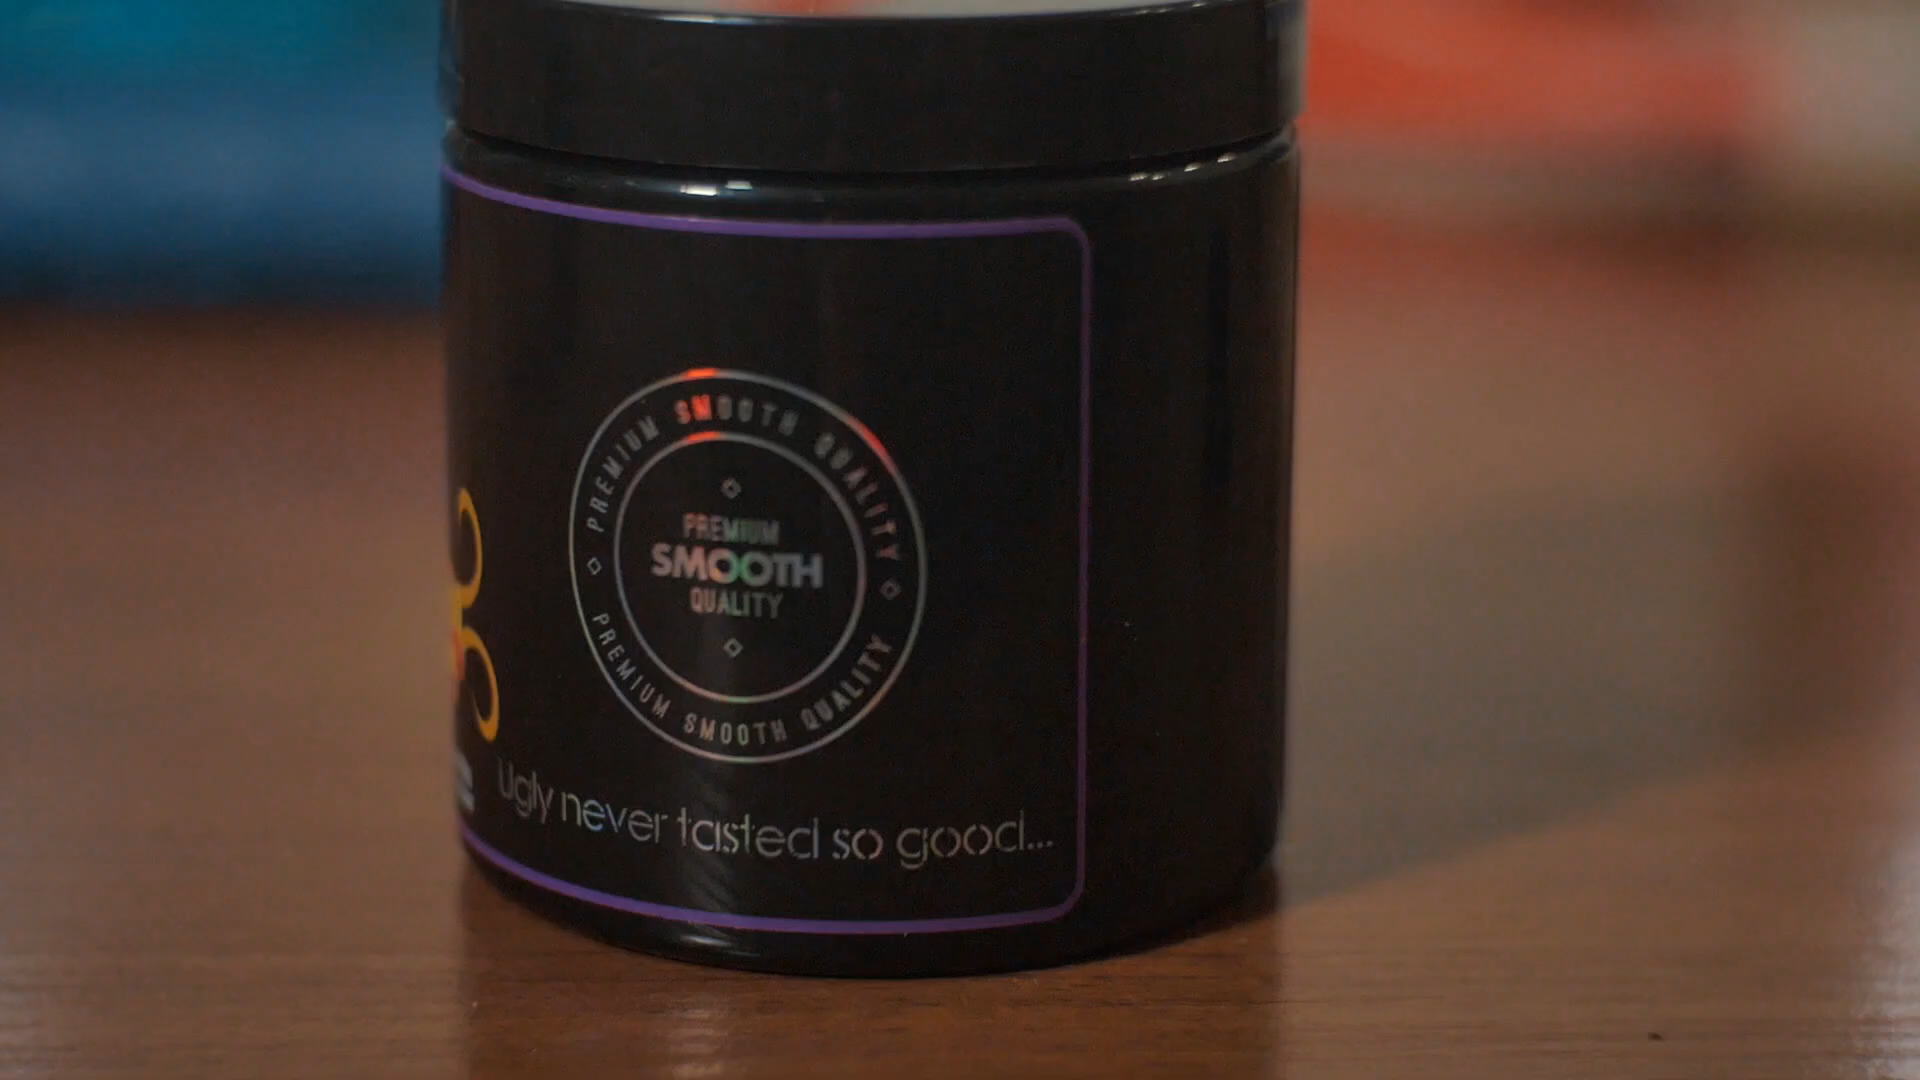 PREMIUM SMOOTH QUALITY
PREMIUM
SMOOTH
QUALITY
PREMIUM SMOOTH QUALITY
Ugly never tasted so good...